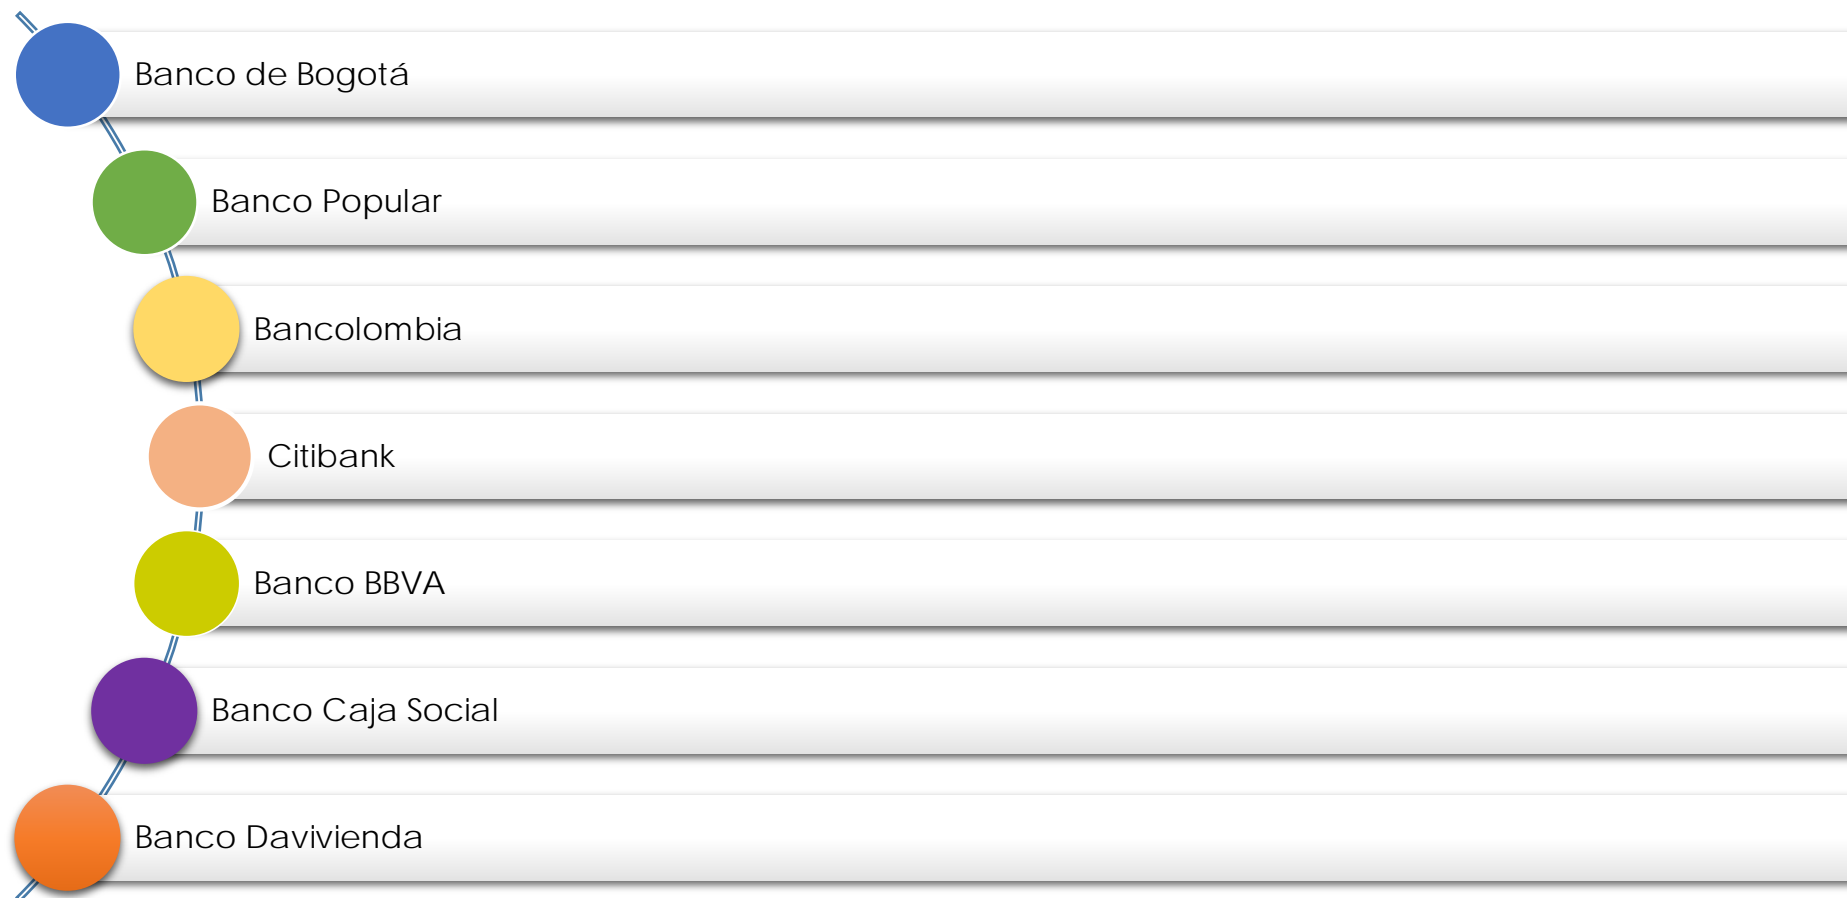 Banco de Bogotá
Banco Popular
Bancolombia
Citibank
Banco BBVA
Banco Caja Social
Banco Davivienda